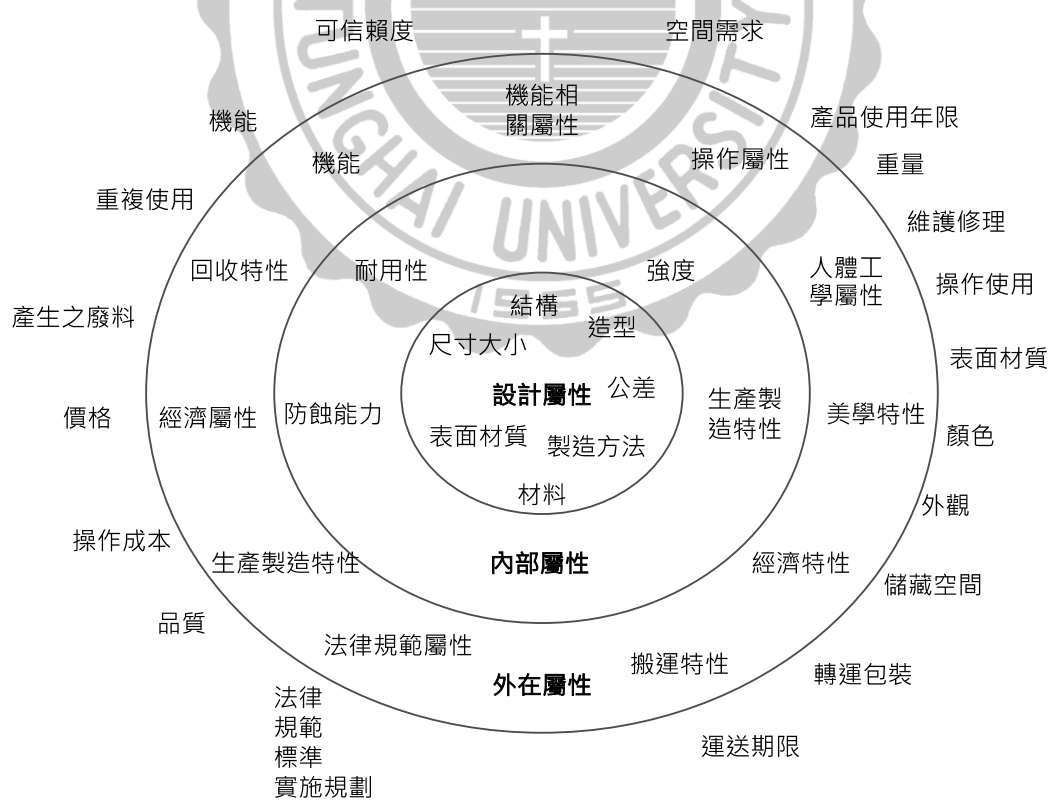 可信賴度
空間需求
機能相
關屬性
機能
產品使用年限
操作屬性
機能
重量
重複使用
維護修理
回收特性
耐用性
強度
人體工
學屬性
操作使用
結構
造型
產生之廢料
尺寸大小
表面材質
設計屬性
公差
生產製
造特性
價格
經濟屬性
防蝕能力
美學特性
顏色
表面材質
製造方法
材料
外觀
操作成本
生產製造特性
內部屬性
經濟特性
儲藏空間
品質
法律規範屬性
搬運特性
轉運包裝
外在屬性
法律
規範
標準
實施規劃
運送期限
UNGHAI UNIVERSITY
1955